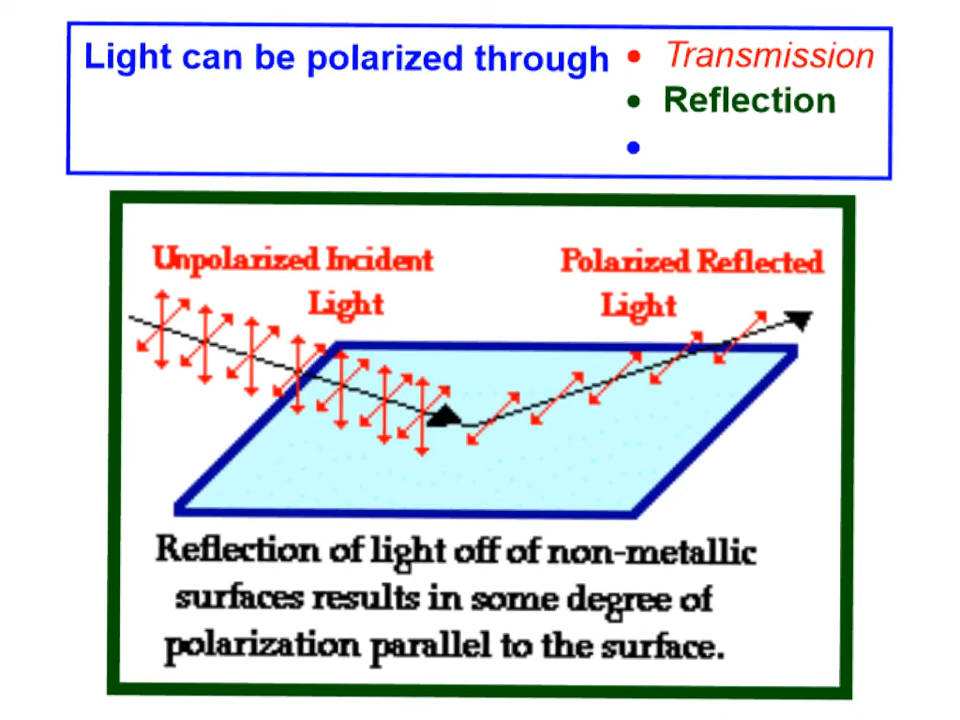 Light can be polarized through
• Transmission
• Reflection
•
Unpolarized Incident
Light
Polarized Reflected
Light
Reflection of light off of non-metallic
surfaces results in some degree of
polarization parallel to the surface.